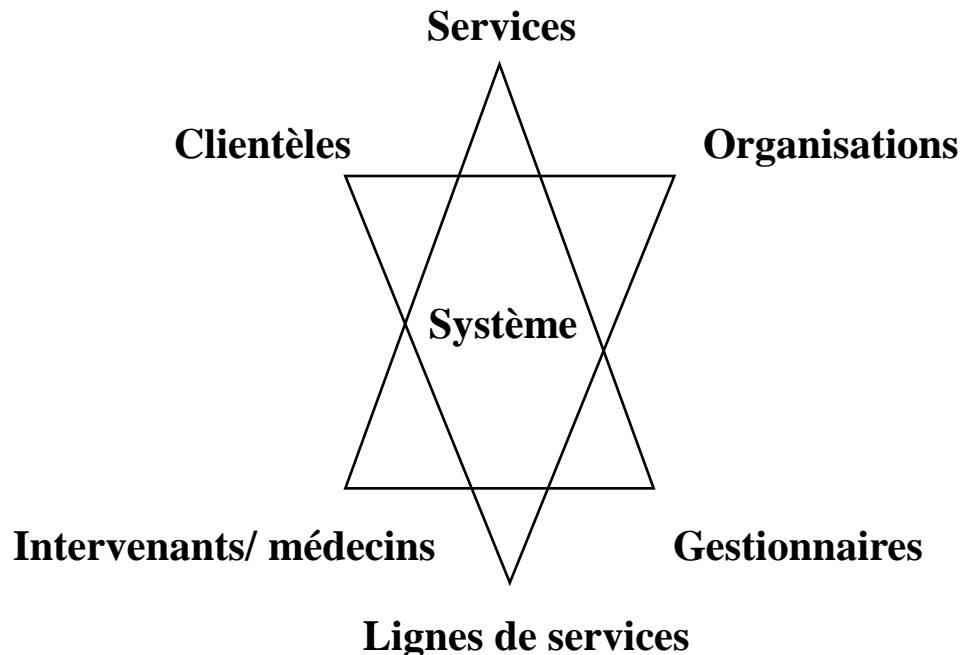 Services
Clientèles
Organisations
Système
Intervenants/ médecins
Gestionnaires
Lignes de services